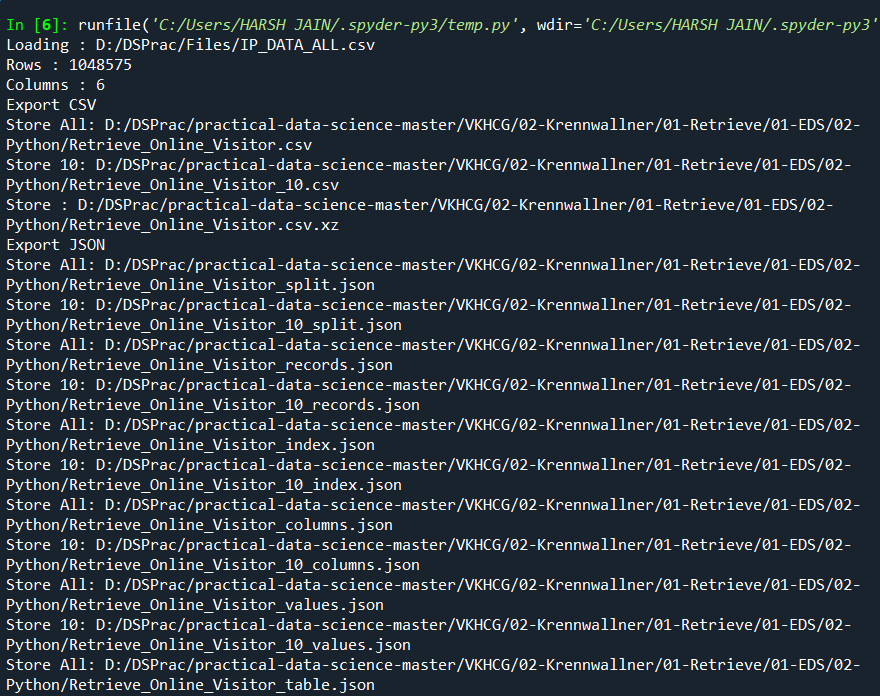 In [6]: runfile('C:/Users/HARSH JAIN/.spyder-py3/temp.py', wdir='C:/Users/HARSH JAIN/.spyder-py3'
Loading : D:/DSPrac/Files/IP_DATA_ALL.csv
Rows : 1048575
Columns : 6
Export CSV
Store All: D:/DSPrac/practical-data-science-master/VKHCG/02-Krennwallner/01-Retrieve/01-EDS/02-
Python/Retrieve_Online_Visitor.csv
Store 10: D:/DSPrac/practical-data-science-master/VKHCG/02-Krennwallner/01-Retrieve/01-EDS/02-
Python/Retrieve_Online_Visitor_10.csv
Store : D:/DSPrac/practical-data-science-master/VKHCG/02-Krennwallner/01-Retrieve/01-EDS/02-
Python/Retrieve_Online_Visitor.csv.xz
Export JSON
Store All: D:/DSPrac/practical-data-science-master/VKHCG/02-Krennwallner/01-Retrieve/01-EDS/02-
Python/Retrieve_Online_Visitor_split.json
Store 10: D:/DSPrac/practical-data-science-master/VKHCG/02-Krennwallner/01-Retrieve/01-EDS/02-
Python/Retrieve_Online_Visitor_10_split.json
Store All: D:/DSPrac/practical-data-science-master/VKHCG/02-Krennwallner/01-Retrieve/01-EDS/02-
Python/Retrieve_Online_Visitor_records.json
Store 10: D:/DSPrac/practical-data-science-master/VKHCG/02-Krennwallner/01-Retrieve/01-EDS/02-
Python/Retrieve_Online_Visitor_10_records.json
Store All: D:/DSPrac/practical-data-science-master/VKHCG/02-Krennwallner/01-Retrieve/01-EDS/02-
Python/Retrieve_Online_Visitor_index.json
Store 10: D:/DSPrac/practical-data-science-master/VKHCG/02-Krennwallner/01-Retrieve/01-EDS/02-
Python/Retrieve_Online_Visitor_10_index.json
Store All: D:/DSPrac/practical-data-science-master/VKHCG/02-Krennwallner/01-Retrieve/01-EDS/02-
Python/Retrieve_Online_Visitor_columns.json
Store 10: D:/DSPrac/practical-data-science-master/VKHCG/02-Krennwallner/01-Retrieve/01-EDS/02-
Python/Retrieve_Online_Visitor_10_columns.json
Store All: D:/DSPrac/practical-data-science-master/VKHCG/02-Krennwallner/01-Retrieve/01-EDS/02-
Python/Retrieve_Online_Visitor_values.json
Store 10: D:/DSPrac/practical-data-science-master/VKHCG/02-Krennwallner/01-Retrieve/01-EDS/02-
Python/Retrieve_Online_Visitor_10_values.json
Store All: D:/DSPrac/practical-data-science-master/VKHCG/02-Krennwallner/01-Retrieve/01-EDS/02-
Python/Retrieve_Online_Visitor_table.json